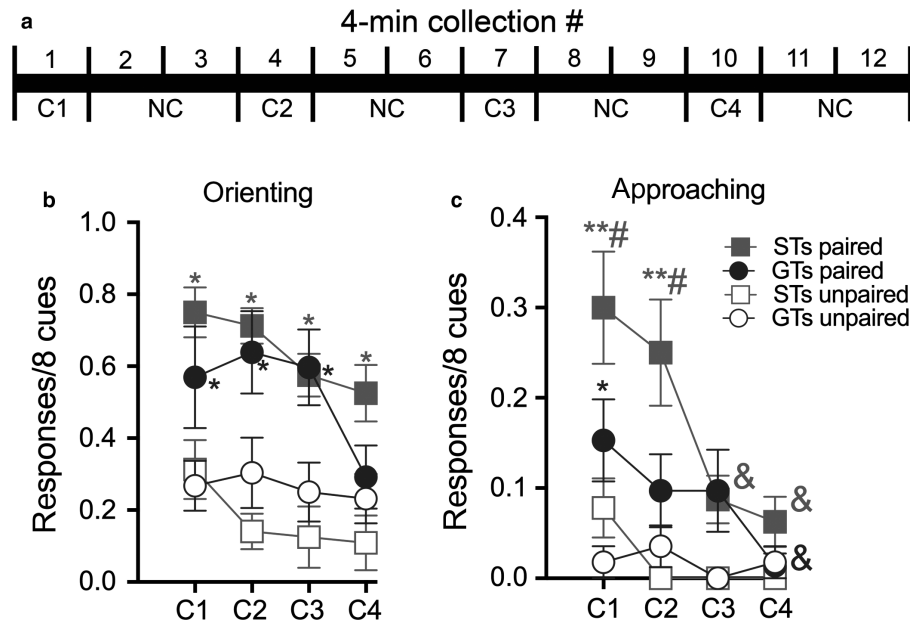 a
4-min collection #
1 2 3 4 5 6 7 8 9 10 11 12
C1 NC C2 NC C3 NC C4 NC
b
Orienting
Responses/8 cues
1.0
0.8
0.6
0.4
0.2
0.0
* * * *
* * *
C1 C2 C3 C4
c
Approaching
Responses/8 cues
0.4
0.3
0.2
0.1
0.0
**#
**#
*
&
&
&
STs paired
GTs paired
STs unpaired
GTs unpaired
C1 C2 C3 C4